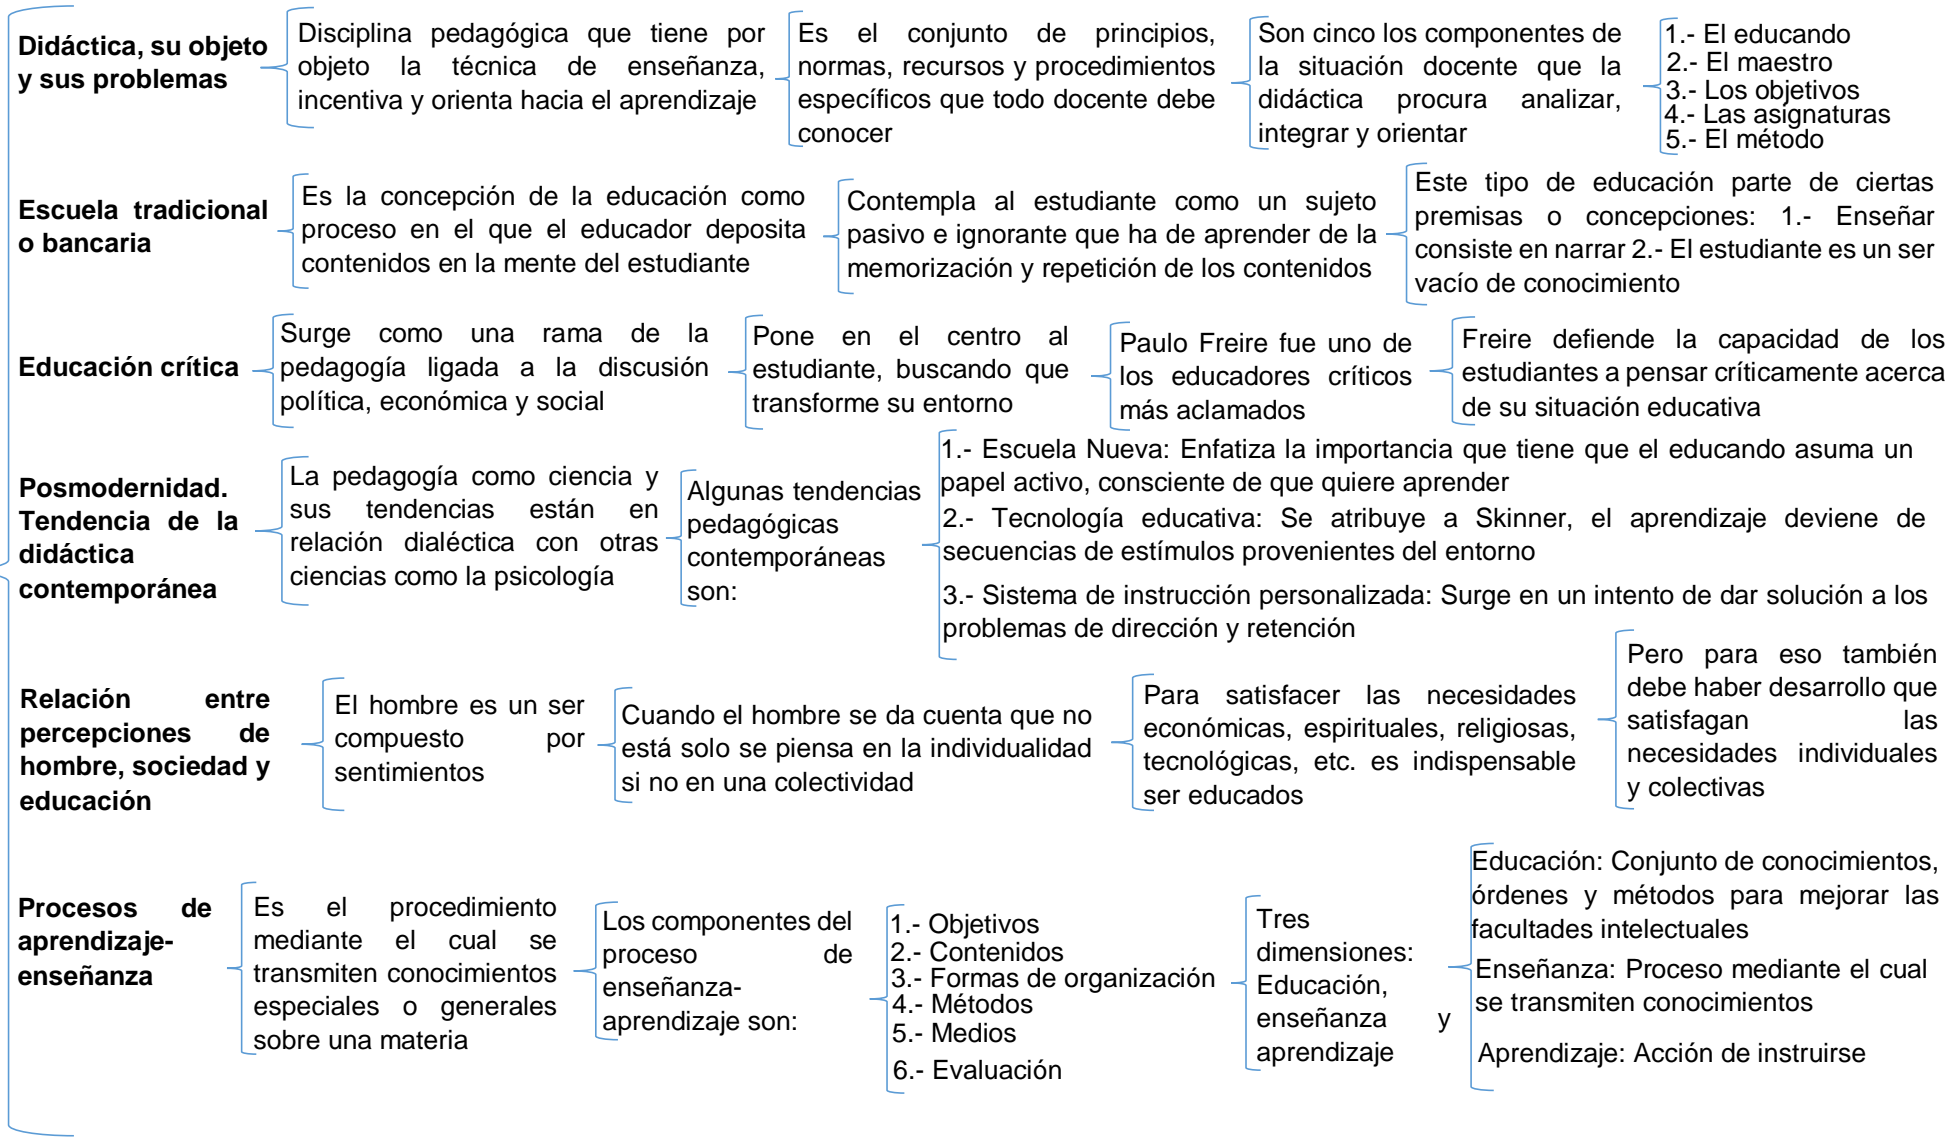 Didáctica, su objeto
y sus problemas
Disciplina pedagógica que tiene por
objeto la técnica de enseñanza,
incentiva y orienta hacia el aprendizaje
Es el conjunto de principios,
normas, recursos y procedimientos
específicos que todo docente debe
conocer
Son cinco los componentes de
la situación docente que la
didáctica procura analizar,
integrar y orientar
1.- El educando
2.- El maestro
3.- Los objetivos
4.- Las asignaturas
5.- El método
Escuela tradicional
o bancaria
Es la concepción de la educación como
proceso en el que el educador deposita
contenidos en la mente del estudiante
Contempla al estudiante como un sujeto
pasivo e ignorante que ha de aprender de la
memorización y repetición de los contenidos
Este tipo de educación parte de ciertas
premisas o concepciones: 1.- Enseñar
consiste en narrar 2.- El estudiante es un ser
vacío de conocimiento
Educación crítica
Surge como una rama de la
pedagogía ligada a la discusión
política, económica y social
Pone en el centro al
estudiante, buscando que
transforme su entorno
Paulo Freire fue uno de
los educadores críticos
más aclamados
Freire defiende la capacidad de los
estudiantes a pensar críticamente acerca
de su situación educativa
Posmodernidad.
Tendencia de la
didáctica
contemporánea
La pedagogía como ciencia y
sus tendencias están en
relación dialéctica con otras
ciencias como la psicología
Algunas tendencias
pedagógicas
contemporáneas
son:
1.- Escuela Nueva: Enfatiza la importancia que tiene que el educando asuma un
papel activo, consciente de que quiere aprender
2.- Tecnología educativa: Se atribuye a Skinner, el aprendizaje deviene de
secuencias de estímulos provenientes del entorno
3.- Sistema de instrucción personalizada: Surge en un intento de dar solución a los
problemas de dirección y retención
Relación entre
percepciones de
hombre, sociedad y
educación
El hombre es un ser
compuesto por
sentimientos
Cuando el hombre se da cuenta que no
está solo se piensa en la individualidad
si no en una colectividad
Para satisfacer las necesidades
económicas, espirituales, religiosas,
tecnológicas, etc. es indispensable
ser educados
Pero para eso también
debe haber desarrollo que
satisfagan las
necesidades individuales
y colectivas
Procesos de
aprendizaje-
enseñanza
Es el procedimiento
mediante el cual se
transmiten conocimientos
especiales o generales
sobre una materia
Los componentes del
proceso de
enseñanza-
aprendizaje son:
1.- Objetivos
2.- Contenidos
3.- Formas de organización
4.- Métodos
5.- Medios
6.- Evaluación
Tres
dimensiones:
Educación,
enseñanza y
aprendizaje
Educación: Conjunto de conocimientos,
órdenes y métodos para mejorar las
facultades intelectuales
Enseñanza: Proceso mediante el cual
se transmiten conocimientos
Aprendizaje: Acción de instruirse